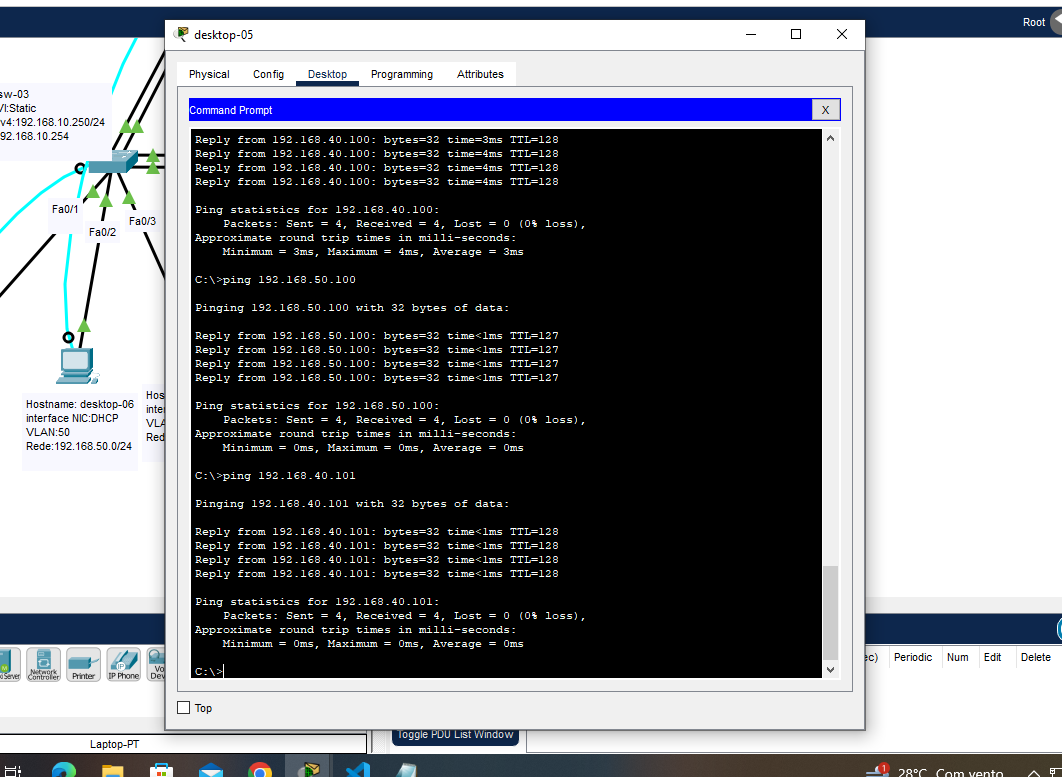 Root
desktop-05
Physical Config Desktop Programming Attributes
Command Prompt
X
Reply from 192.168.40.100: bytes=32 time=3ms TTL=128
Reply from 192.168.40.100: bytes=32 time=4ms TTL=128
Reply from 192.168.40.100: bytes=32 time=4ms TTL=128
Reply from 192.168.40.100: bytes=32 time=4ms TTL=128
Ping statistics for 192.168.40.100:
Packets: Sent = 4, Received = 4, Lost = 0 (0% loss),
Approximate round trip times in milli-seconds:
Minimum = 3ms, Maximum = 4ms, Average = 3ms
C:\>ping 192.168.50.100
Pinging 192.168.50.100 with 32 bytes of data:
Reply from 192.168.50.100: bytes=32 time<1ms TTL=127
Reply from 192.168.50.100: bytes=32 time<1ms TTL=127
Reply from 192.168.50.100: bytes=32 time<1ms TTL=127
Reply from 192.168.50.100: bytes=32 time<1ms TTL=127
Ping statistics for 192.168.50.100:
Packets: Sent = 4, Received = 4, Lost = 0 (0% loss),
Approximate round trip times in milli-seconds:
Minimum = 0ms, Maximum = 0ms, Average = 0ms
C:\>ping 192.168.40.101
Pinging 192.168.40.101 with 32 bytes of data:
Reply from 192.168.40.101: bytes=32 time<1ms TTL=128
Reply from 192.168.40.101: bytes=32 time<1ms TTL=128
Reply from 192.168.40.101: bytes=32 time<1ms TTL=128
Reply from 192.168.40.101: bytes=32 time<1ms TTL=128
Ping statistics for 192.168.40.101:
Packets: Sent = 4, Received = 4, Lost = 0 (0% loss),
Approximate round trip times in milli-seconds:
Minimum = 0ms, Maximum = 0ms, Average = 0ms
C:\>
Top
sw-03
VI:Static
v4:192.168.10.250/24
92.168.10.254
Fa0/1
Fa0/2
Fa0/3
Hostname: desktop-06
interface NIC:DHCP
VLAN:50
Rede:192.168.50.0/24
Hos
inte
VLA
Red
Network
Controller
Printer
IP Phone
Laptop-PT
Toggle PDU List Window
ec) Periodic Num Edit Delete
1
28°C Com vento